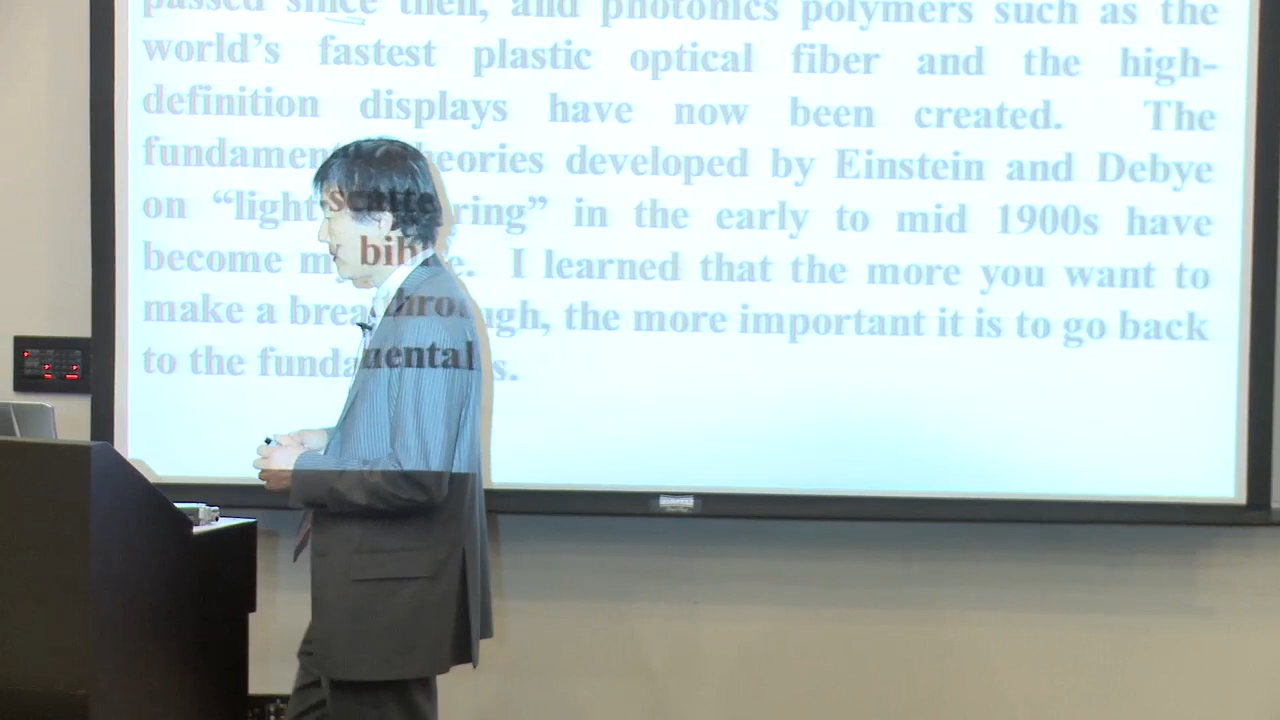 passed since then, and photonics polymers such as the
world's fastest plastic optical fiber and the high-
definition displays have now been created. The
fundamental theories developed by Einstein and Debye
on “light scattering” in the early to mid 1900s have
become my bible. I learned that the more you want to
make a breakthrough, the more important it is to go back
to the fundamentals.